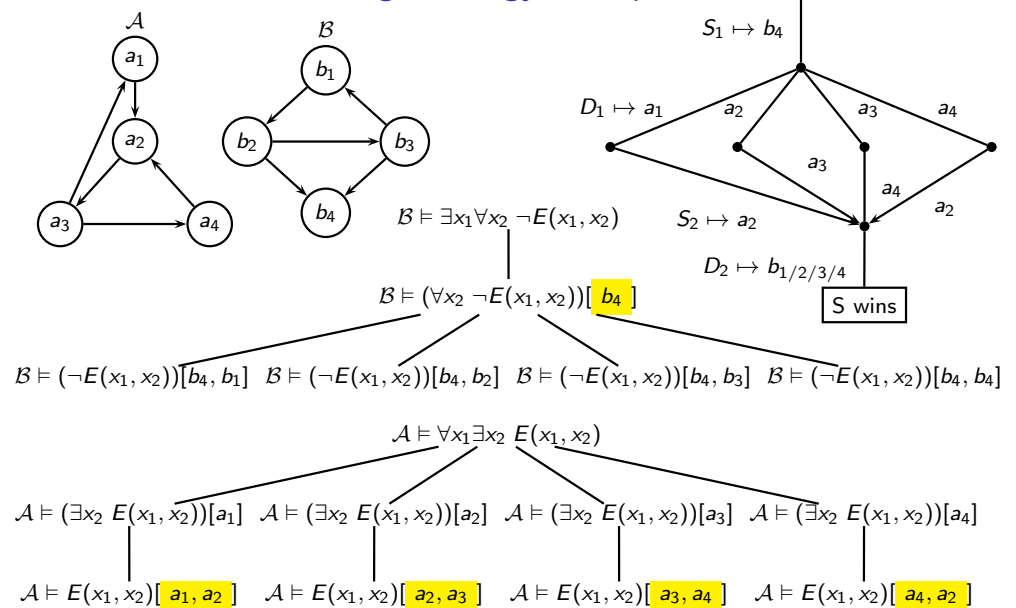 𝒜
a₁
a₂
a₃
a₄
ℬ
b₁
b₂
b₃
b₄
S₁ ↦ b₄
D₁ ↦ a₁
a₂
a₃
a₄
a₃
a₄
a₂
S₂ ↦ a₂
D₂ ↦ b₁/₂/₃/₄
S wins
ℬ ⊨ ∃x₁∀x₂ ¬E(x₁, x₂)
ℬ ⊨ (∀x₂ ¬E(x₁, x₂))[ b₄ ]
ℬ ⊨ (¬E(x₁, x₂))[b₄, b₁] ℬ ⊨ (¬E(x₁, x₂))[b₄, b₂] ℬ ⊨ (¬E(x₁, x₂))[b₄, b₃] ℬ ⊨ (¬E(x₁, x₂))[b₄, b₄]
𝒜 ⊨ ∀x₁∃x₂ E(x₁, x₂)
𝒜 ⊨ (∃x₂ E(x₁, x₂))[a₁] 𝒜 ⊨ (∃x₂ E(x₁, x₂))[a₂] 𝒜 ⊨ (∃x₂ E(x₁, x₂))[a₃] 𝒜 ⊨ (∃x₂ E(x₁, x₂))[a₄]
𝒜 ⊨ E(x₁, x₂)[ a₁, a₂ ] 𝒜 ⊨ E(x₁, x₂)[ a₂, a₃ ] 𝒜 ⊨ E(x₁, x₂)[ a₃, a₄ ] 𝒜 ⊨ E(x₁, x₂)[ a₄, a₂ ]